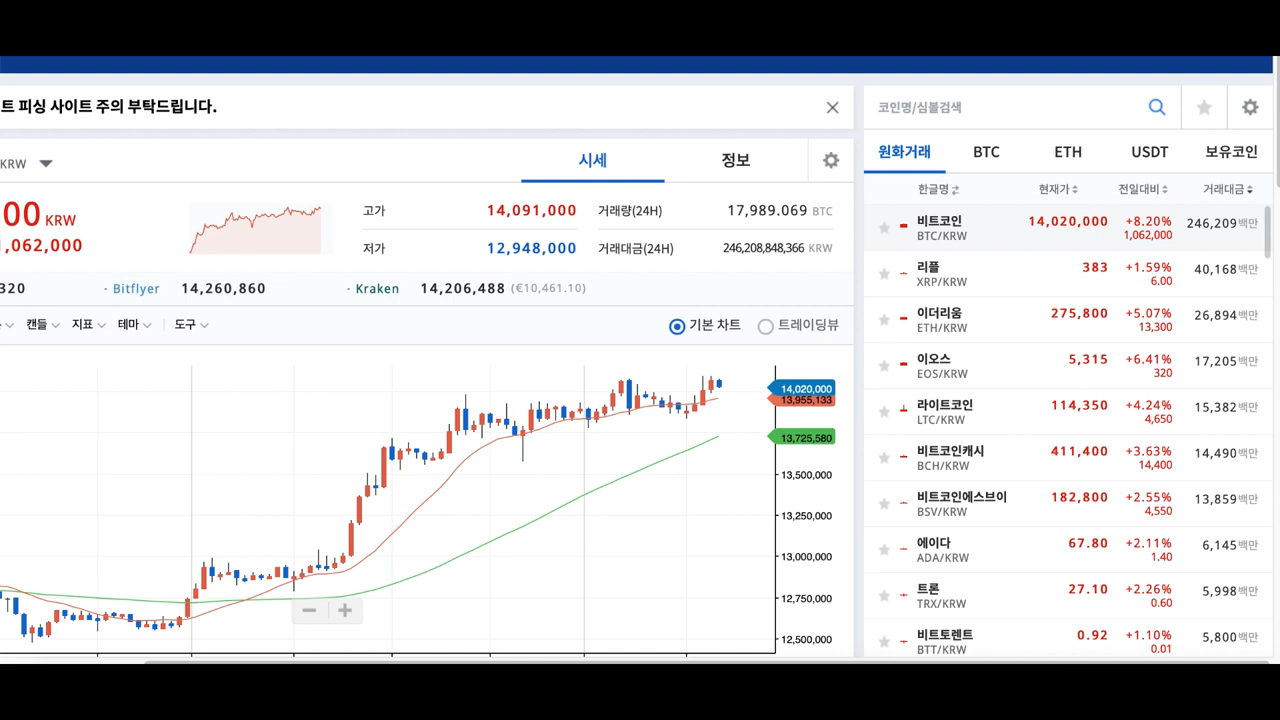 트 피싱 사이트 주의 부탁드립니다.
코인명/심볼검색
KRW
시세
정보
원화거래
BTC
ETH
USDT
보유코인
한글명
현재가
전일대비
거래대금
00 KRW
1,062,000
고가
14,091,000
거래량(24H)
17,989.069 BTC
저가
12,948,000
거래대금(24H)
246,208,848,366 KRW
320
· Bitflyer
14,260,860
· Kraken
14,206,488 (€10,461.10)
캔들
지표
테마
도구
기본 차트
트레이딩뷰
14,020,000
13,955,133
13,725,580
13,500,000
13,250,000
13,000,000
12,750,000
12,500,000
비트코인 14,020,000 +8.20% 246,209백만
BTC/KRW 1,062,000
리플 383 +1.59% 40,168백만
XRP/KRW 6.00
이더리움 275,800 +5.07% 26,894백만
ETH/KRW 13,300
이오스 5,315 +6.41% 17,205백만
EOS/KRW 320
라이트코인 114,350 +4.24% 15,382백만
LTC/KRW 4,650
비트코인캐시 411,400 +3.63% 14,490백만
BCH/KRW 14,400
비트코인에스브이 182,800 +2.55% 13,859백만
BSV/KRW 4,550
에이다 67.80 +2.11% 6,145백만
ADA/KRW 1.40
트론 27.10 +2.26% 5,998백만
TRX/KRW 0.60
비트토렌트 0.92 +1.10% 5,800백만
BTT/KRW 0.01